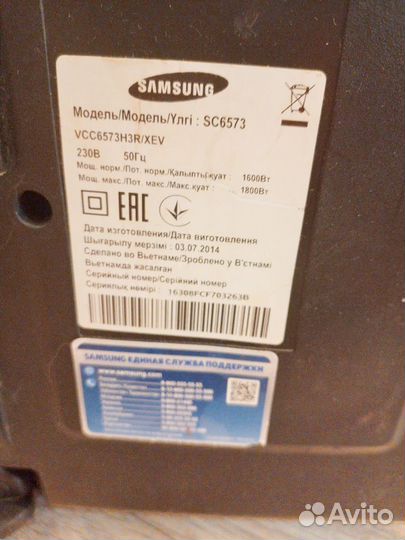 SAMSUNG
Модель/Модель/Үлгі : SC6573
VCC6573H3R/XEV
230В 50Гц
Мощ. норм./Пот. норм./Қалыпты қуат : 1600Вт
Мощ. макс./Пот. макс./Макс.қуат : 1800Вт
EAC
Дата изготовления/Дата виготовлення
Шығарылу мерзімі : 03.07.2014
Сделано во Вьетнаме/Зроблено у В'єтнамі
Вьетнамда жасалған
Серийный номер/Серійний номер
Сериялық нөмірі : 16308FCF703263B
SAMSUNG ЕДИНАЯ СЛУЖБА ПОДДЕРЖКИ
www.samsung.com
Avito